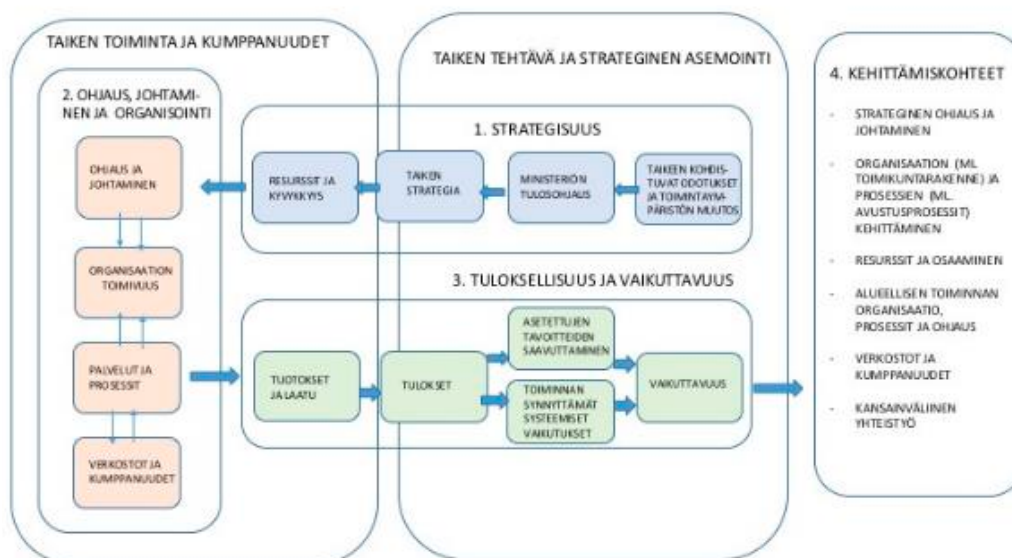 TAIKEN TOIMINTA JA KUMPPANUUDET
TAIKEN TEHTÄVÄ JA STRATEGINEN ASEMOINTI
2. OHJAUS, JOHTAMI-
NEN JA ORGANISOINTI
OHJAUS JA
JOHTAMINEN
ORGANISAATION
TOIMIVUUS
PALVELUT JA
PROSESSIT
VERKOSTOT JA
KUMPPANUUDET
1. STRATEGISUUS
RESURSSIT JA
KYVYKKYYS
TAIKEN
STRATEGIA
MINISTERIÖN
TULOSOHJAUS
TAIKEEN KOHDIS-
TUVAT ODOTUKSET
JA TOIMINTAYM-
PÄRISTÖN MUUTOS
3. TULOKSELLISUUS JA VAIKUTTAVUUS
TUOTOKSET
JA LAATU
TULOKSET
ASETETTUJEN
TAVOITTEIDEN
SAAVUTTAMINEN
TOIMINNAN
SYNNYTTÄMÄT
SYSTEEMISET
VAIKUTUKSET
VAIKUTTAVUUS
4. KEHITTÄMISKOHTEET
- STRATEGINEN OHJAUS JA
JOHTAMINEN
- ORGANISAATION (ML
TOIMIKUNTARAKENNE) JA
PROSESSIEN (ML.
AVUSTUSPROSESSIT)
KEHITTÄMINEN
- RESURSSIT JA OSAAMINEN
- ALUEELLISEN TOIMINNAN
ORGANISAATIO,
PROSESSIT JA OHJAUS
- VERKOSTOT JA
KUMPPANUUDET
- KANSAINVÄLINEN
YHTEISTYÖ